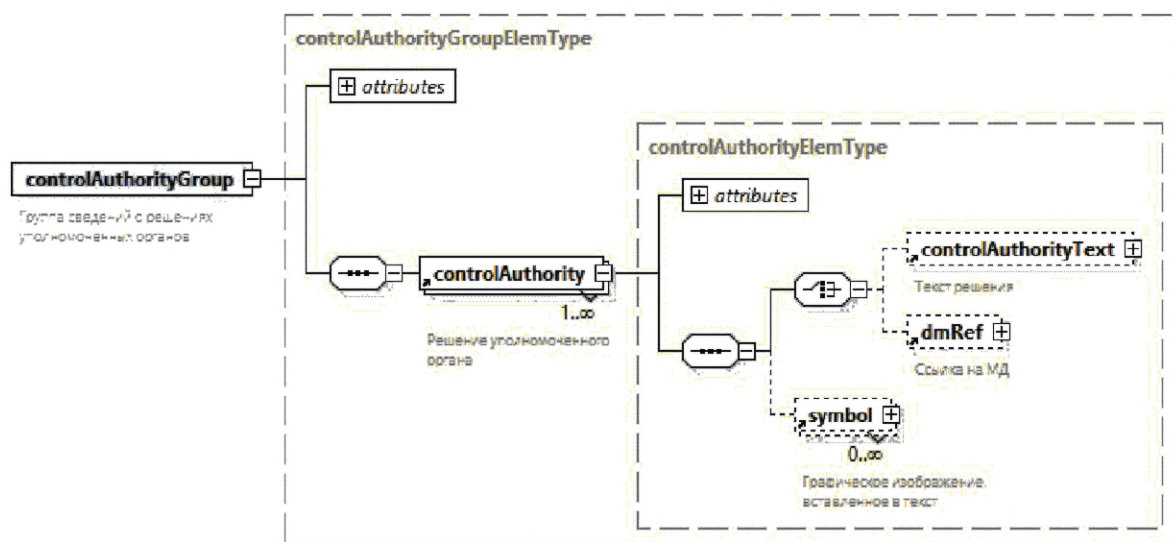 controlAuthorityGroupElemType
attributes
controlAuthorityElemType
controlAuthorityGroup
attributes
Группа сведений о решениях
уполномоченных органов
controlAuthorityText
controlAuthority
Текст решения
1..∞
Решение уполномоченного
органа
dmRef
Ссылка на МД
symbol
0..∞
Графическое изображение,
вставленное в текст